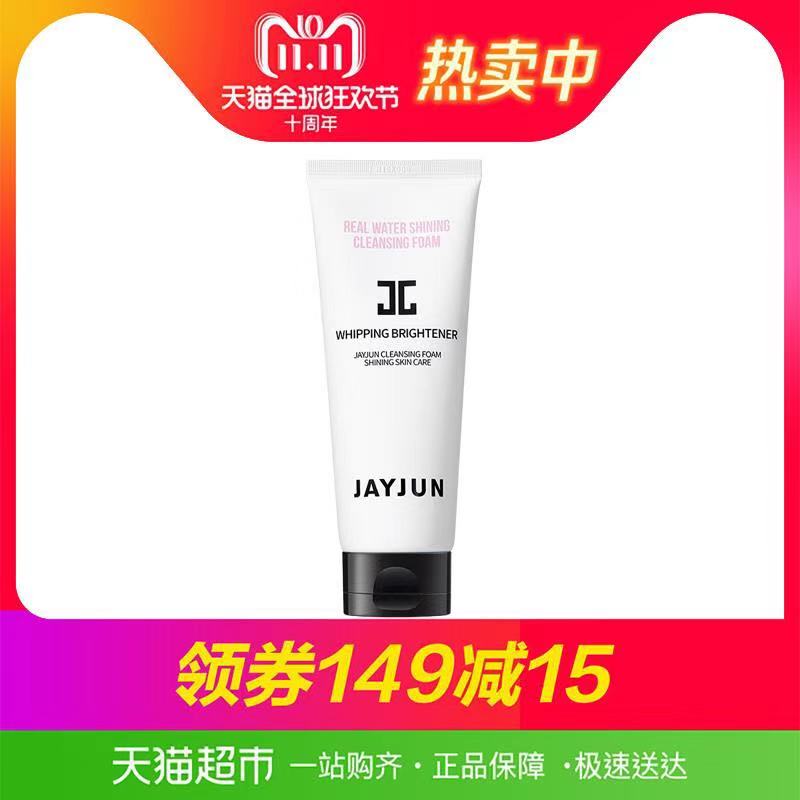 10
11.11
热卖中
天猫全球狂欢节
十周年
REAL WATER SHINING
CLEANSING FOAM
WHIPPING BRIGHTENER
JAYJUN CLEANSING FOAM
SHINING SKIN CARE
JAYJUN
领券149减15
天猫超市 一站购齐·正品保障·极速送达